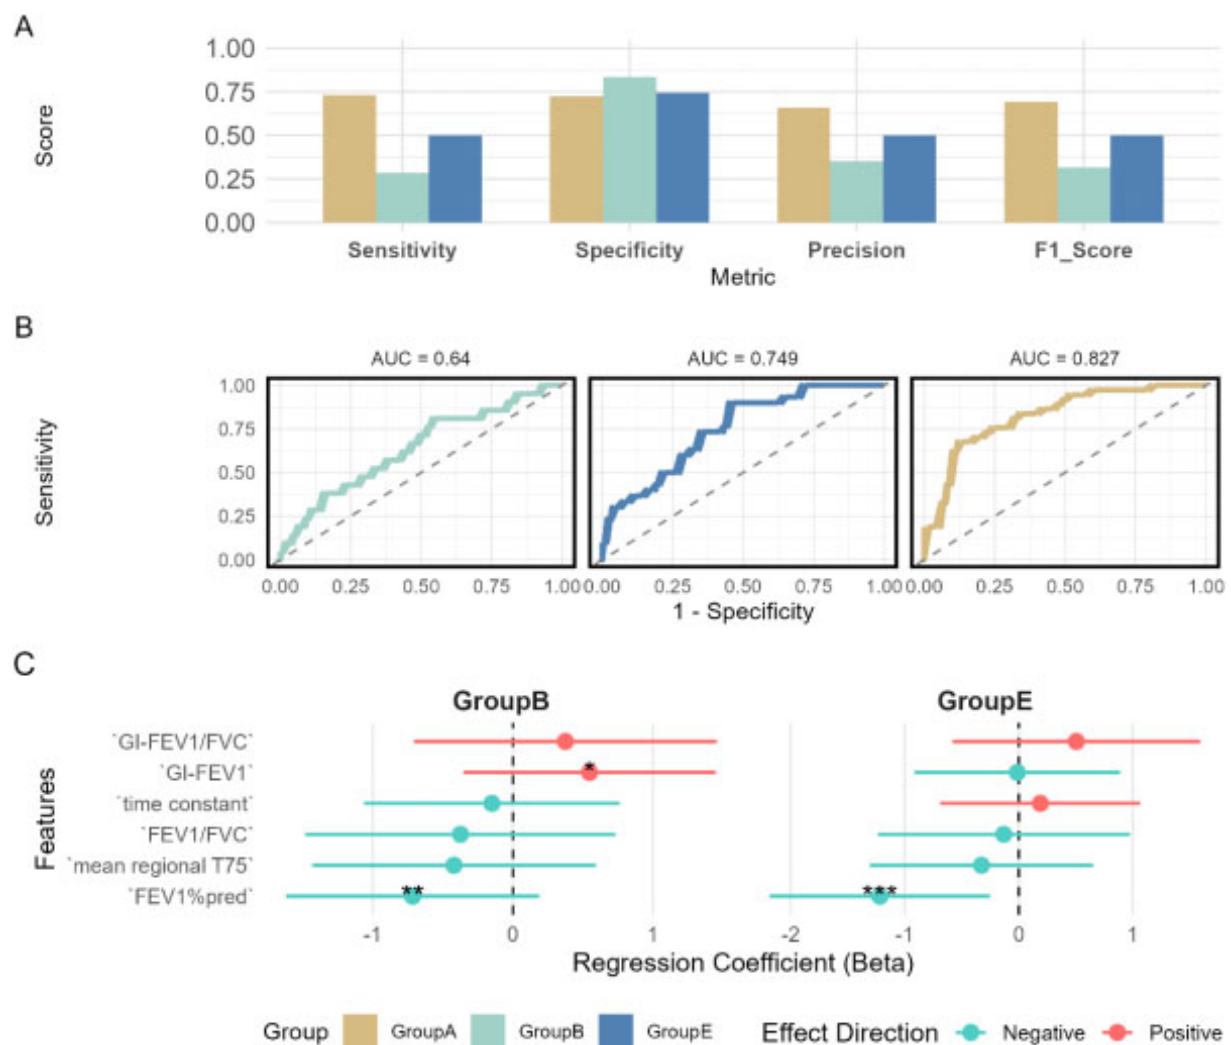 A
1.00
0.75
0.50
0.25
0.00
Score
Sensitivity Specificity Precision F1_Score
Metric
B
AUC = 0.64 AUC = 0.749 AUC = 0.827
1.00
0.75
0.50
0.25
0.00
Sensitivity
0.00 0.25 0.50 0.75 1.00 0.00 0.25 0.50 0.75 1.00 0.00 0.25 0.50 0.75 1.00
1 - Specificity
C
GroupB GroupE
Features
`GI-FEV1/FVC`
`GI-FEV1` *
`time constant`
`FEV1/FVC`
`mean regional T75`
`FEV1%pred` ** ***
-1 0 1 -2 -1 0 1
Regression Coefficient (Beta)
Group GroupA GroupB GroupE Effect Direction Negative Positive